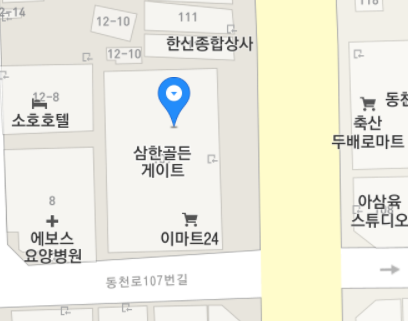 2-14
12-10
111
118
한신종합상사
12-10
12-8
소호호텔
동천
축산
두배로마트
삼한골든
게이트
8
에보스
요양병원
이마트24
아삼육
스튜디오
동천로107번길